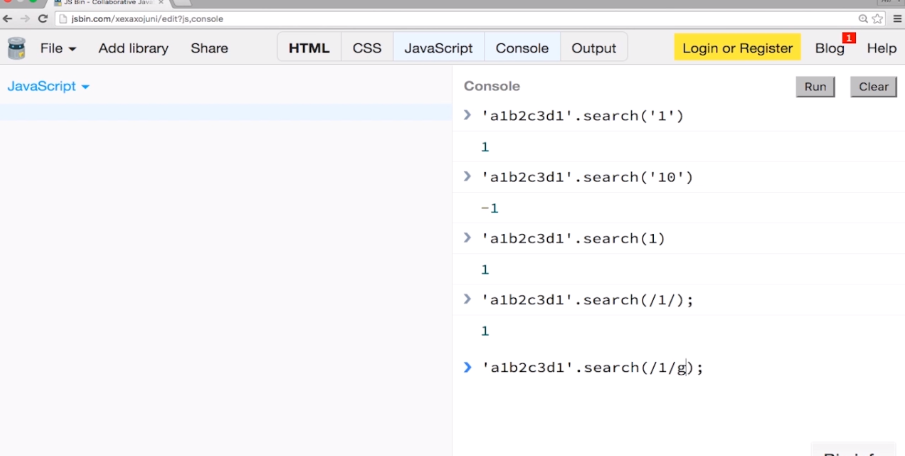 JS Bin - Collaborative Java
jsbin.com/xexaxojuni/edit?js,console
File Add library Share HTML CSS JavaScript Console Output Login or Register Blog 1 Help
JavaScript
Console Run Clear
'a1b2c3d1'.search('1')
1
'a1b2c3d1'.search('10')
-1
'a1b2c3d1'.search(1)
1
'a1b2c3d1'.search(/1/);
1
'a1b2c3d1'.search(/1/g);